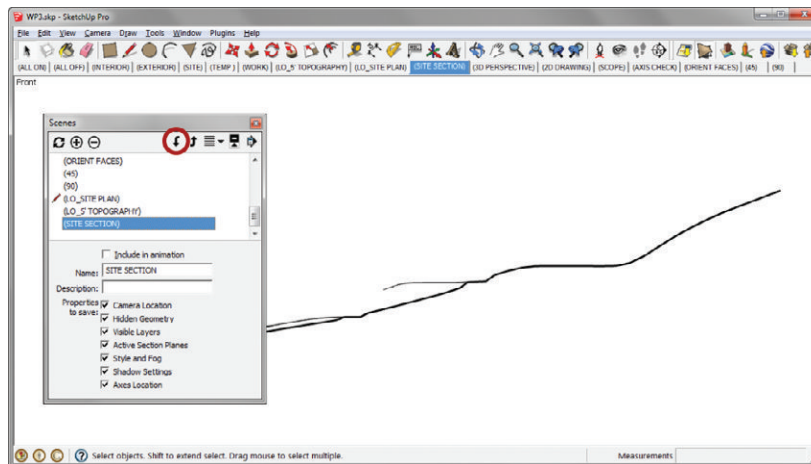 WP3.skp - SketchUp Pro
File Edit View Camera Draw Tools Window Plugins Help
(ALL ON) (ALL OFF) (INTERIOR) (EXTERIOR) (SITE) (TEMP) (WORK) (LO_5' TOPOGRAPHY) (LO_SITE PLAN) (SITE SECTION) (3D PERSPECTIVE) (2D DRAWING) (SCOPE) (AXIS CHECK) (ORIENT FACES) (45) (90)
Front
Scenes
(ORIENT FACES)
(45)
(90)
(LO_SITE PLAN)
(LO_5' TOPOGRAPHY)
(SITE SECTION)
Include in animation
Name: SITE SECTION
Description:
Properties to save:
Camera Location
Hidden Geometry
Visible Layers
Active Section Planes
Style and Fog
Shadow Settings
Axes Location
Select objects. Shift to extend select. Drag mouse to select multiple.
Measurements